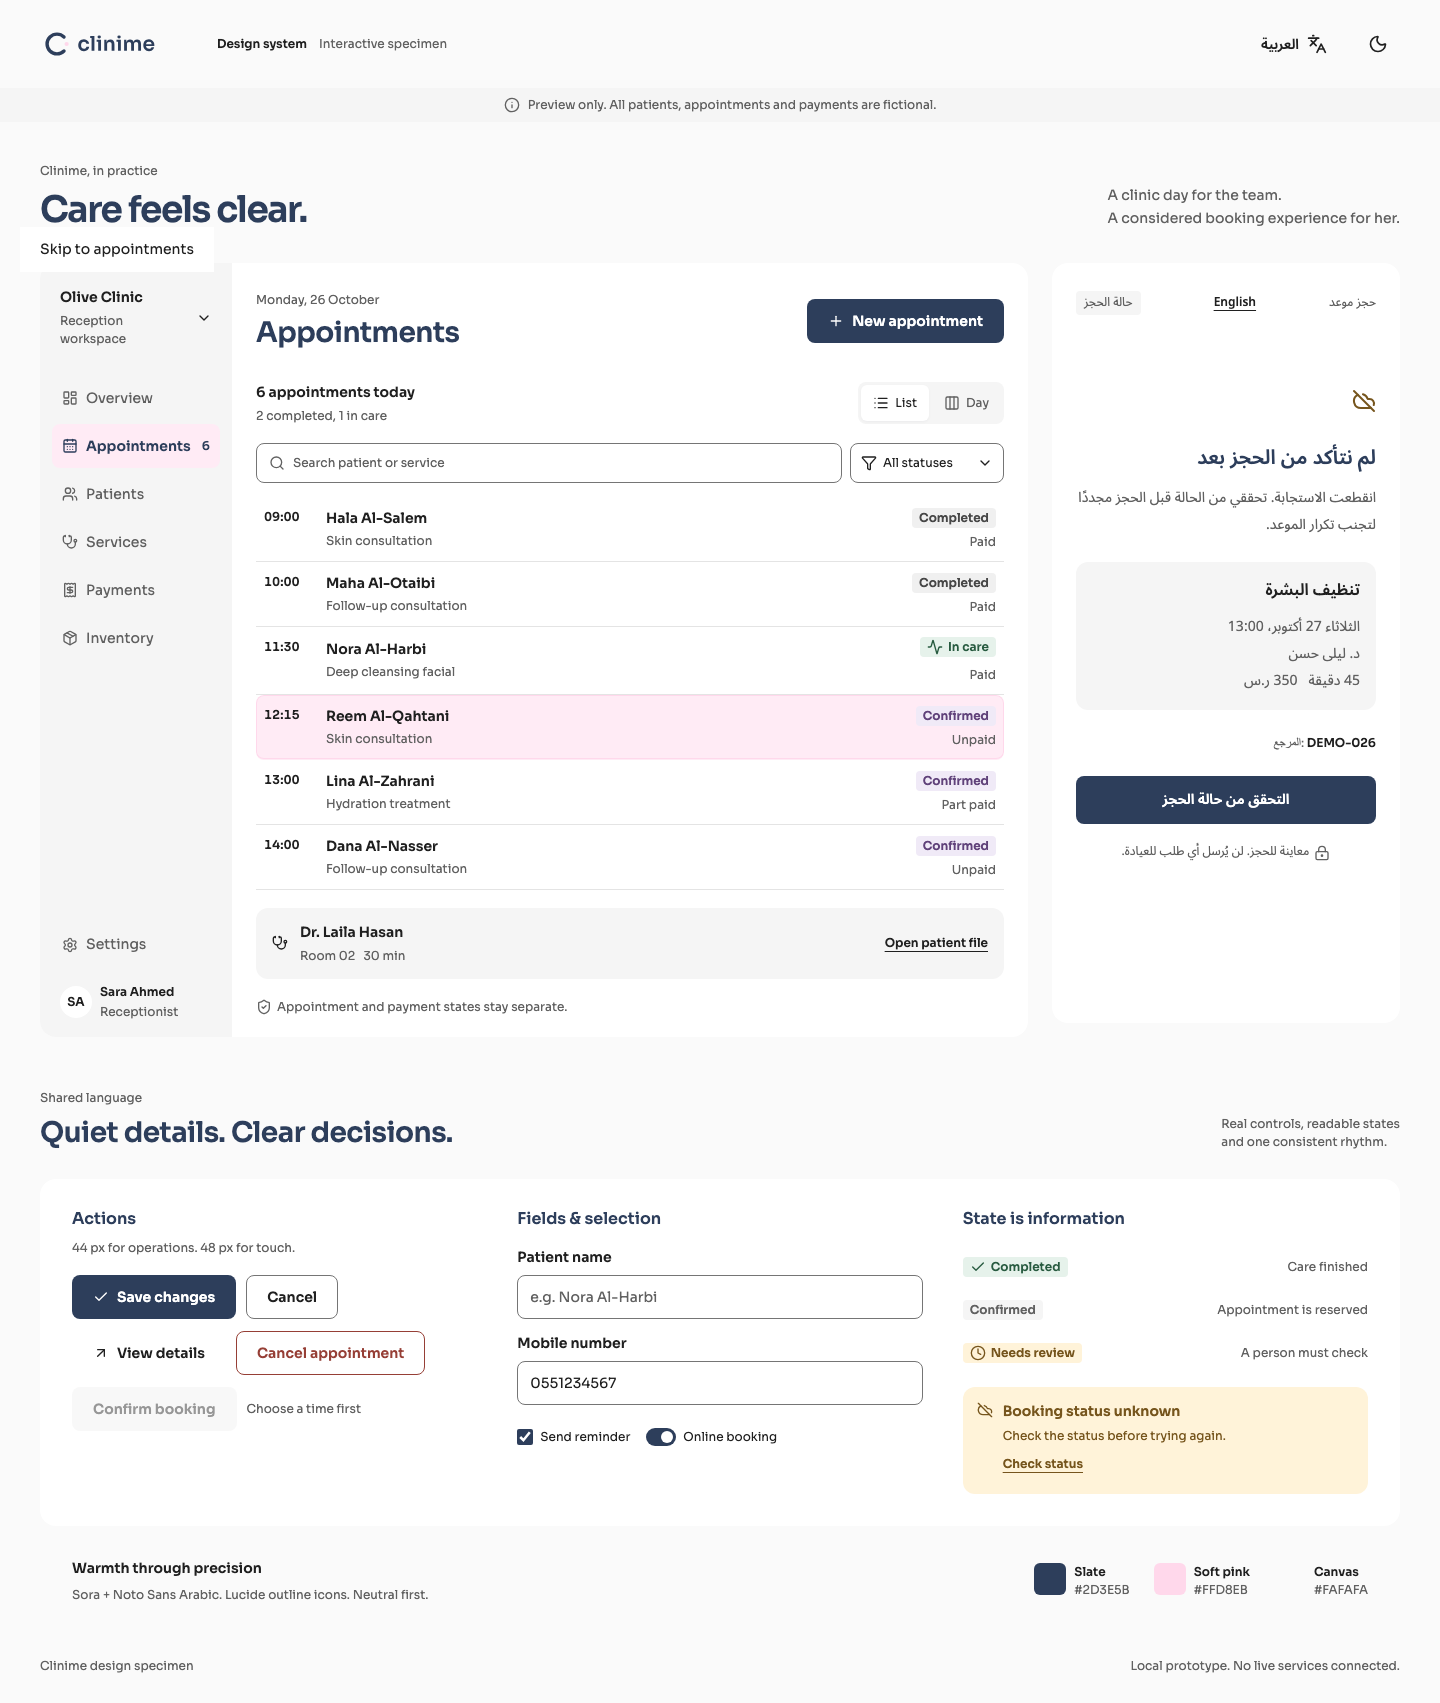 clinime
Design system
Interactive specimen
العربية
Preview only. All patients, appointments and payments are fictional.
Clinime, in practice
Care feels clear.
A clinic day for the team.
A considered booking experience for her.
Skip to appointments
Olive Clinic
Reception
workspace
Overview
Appointments 6
Patients
Services
Payments
Inventory
Settings
SA
Sara Ahmed
Receptionist
Monday, 26 October
Appointments
New appointment
6 appointments today
2 completed, 1 in care
List
Day
Search patient or service
All statuses
09:00
Hala Al-Salem
Skin consultation
Completed
Paid
10:00
Maha Al-Otaibi
Follow-up consultation
Completed
Paid
11:30
Nora Al-Harbi
Deep cleansing facial
In care
Paid
12:15
Reem Al-Qahtani
Skin consultation
Confirmed
Unpaid
13:00
Lina Al-Zahrani
Hydration treatment
Confirmed
Part paid
14:00
Dana Al-Nasser
Follow-up consultation
Confirmed
Unpaid
Dr. Laila Hasan
Room 02 30 min
Open patient file
Appointment and payment states stay separate.
حجز موعد
English
حالة الحجز
لم نتأكد من الحجز بعد
انقطعت الاستجابة. تحققي من الحالة قبل الحجز مجددًا
لتجنب تكرار الموعد.
تنظيف البشرة
الثلاثاء 27 أكتوبر، 13:00
د. ليلى حسن
45 دقيقة 350 ر.س
المرجع: DEMO-026
التحقق من حالة الحجز
معاينة للحجز. لن يُرسل أي طلب للعيادة.
Shared language
Quiet details. Clear decisions.
Real controls, readable states
and one consistent rhythm.
Actions
44 px for operations. 48 px for touch.
Save changes
Cancel
View details
Cancel appointment
Confirm booking
Choose a time first
Fields & selection
Patient name
e.g. Nora Al-Harbi
Mobile number
0551234567
Send reminder
Online booking
State is information
Completed
Care finished
Confirmed
Appointment is reserved
Needs review
A person must check
Booking status unknown
Check the status before trying again.
Check status
Warmth through precision
Sora + Noto Sans Arabic. Lucide outline icons. Neutral first.
Slate
#2D3E5B
Soft pink
#FFD8EB
Canvas
#FAFAFA
Clinime design specimen
Local prototype. No live services connected.